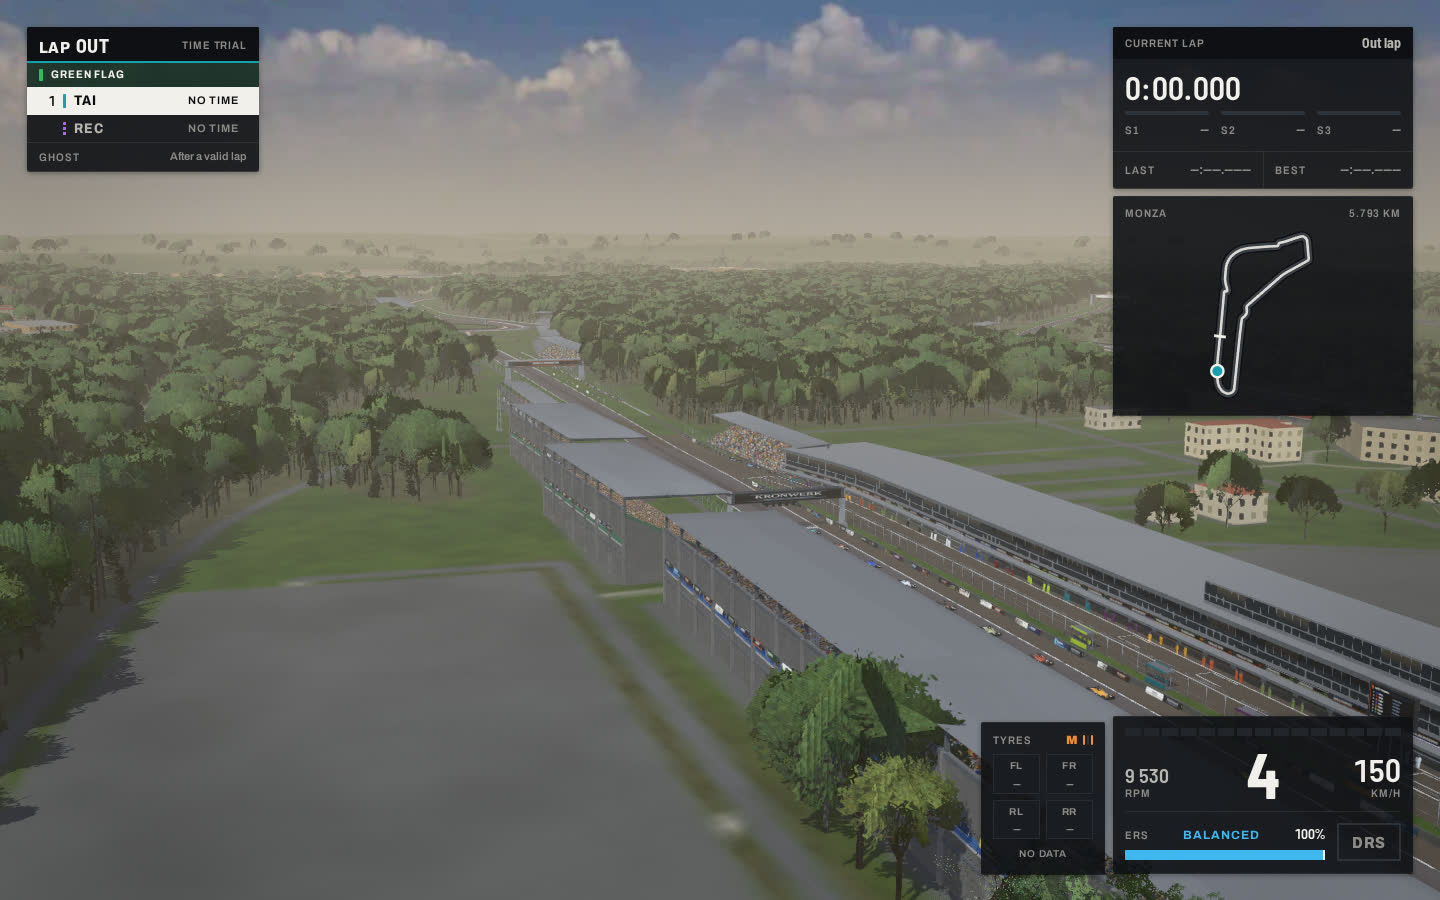 LAP OUT TIME TRIAL
GREEN FLAG
1 TAI NO TIME
REC NO TIME
GHOST After a valid lap
CURRENT LAP Out lap
0:00.000
S1 – S2 – S3 –
LAST –:––.––– BEST –:––.–––
MONZA 5.793 KM
KRONWERK
TYRES M
FL FR
– –
RL RR
– –
NO DATA
9 530 4 150
RPM KM/H
ERS BALANCED 100% DRS